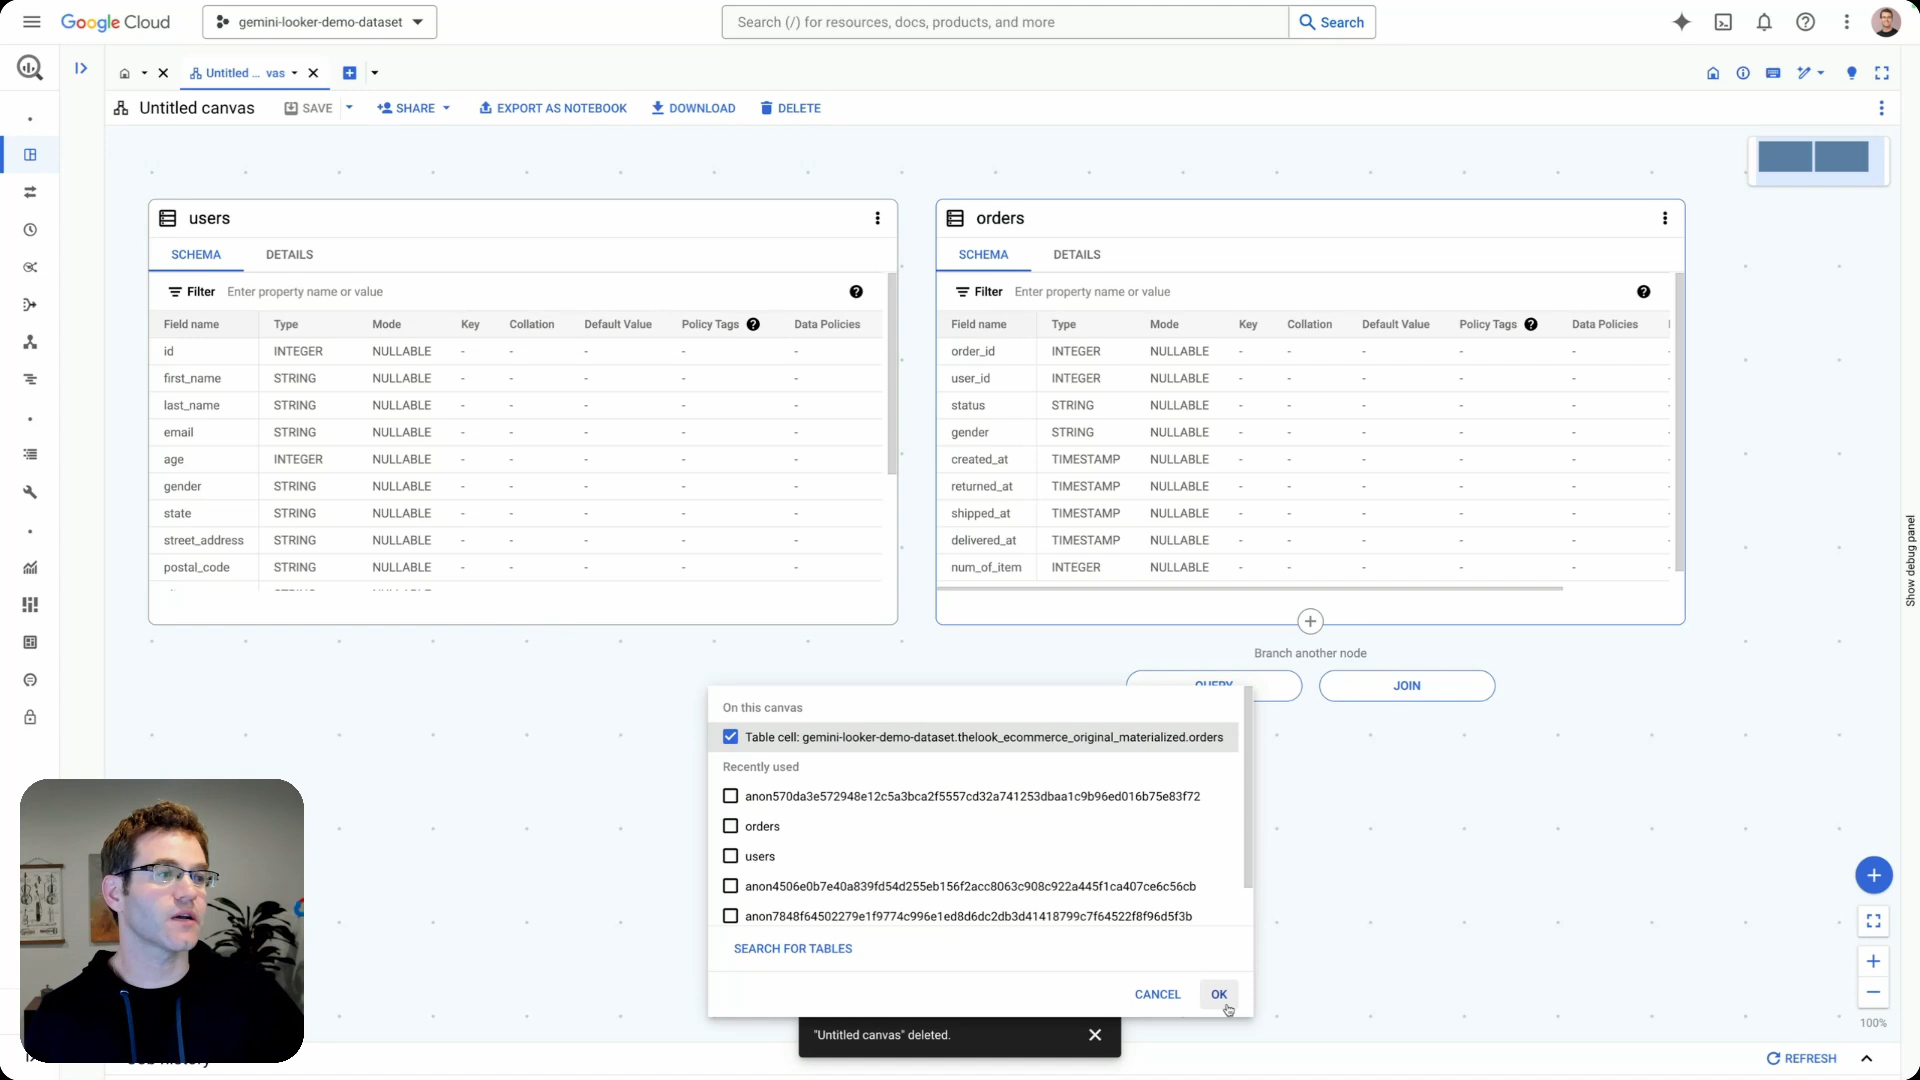 Google Cloud
gemini-looker-demo-dataset
Search (/) for resources, docs, products, and more
Search
Untitled ... vas
Untitled canvas
SAVE
SHARE
EXPORT AS NOTEBOOK
DOWNLOAD
DELETE
users
SCHEMA
DETAILS
Filter
Enter property name or value
Field name Type Mode Key Collation Default Value Policy Tags Data Policies
id INTEGER NULLABLE - - - - -
first_name STRING NULLABLE - - - - -
last_name STRING NULLABLE - - - - -
email STRING NULLABLE - - - - -
age INTEGER NULLABLE - - - - -
gender STRING NULLABLE - - - - -
state STRING NULLABLE - - - - -
street_address STRING NULLABLE - - - - -
postal_code STRING NULLABLE - - - - -
orders
SCHEMA
DETAILS
Filter
Enter property name or value
Field name Type Mode Key Collation Default Value Policy Tags Data Policies
order_id INTEGER NULLABLE - - - - -
user_id INTEGER NULLABLE - - - - -
status STRING NULLABLE - - - - -
gender STRING NULLABLE - - - - -
created_at TIMESTAMP NULLABLE - - - - -
returned_at TIMESTAMP NULLABLE - - - - -
shipped_at TIMESTAMP NULLABLE - - - - -
delivered_at TIMESTAMP NULLABLE - - - - -
num_of_item INTEGER NULLABLE - - - - -
Branch another node
QUERY
JOIN
On this canvas
Table cell: gemini-looker-demo-dataset.thelook_ecommerce_original_materialized.orders
Recently used
anon570da3e572948e12c5a3bca2f5557cd32a741253dbaa1c9b96ed016b75e83f72
orders
users
anon4506e0b7e40a839fd54d255eb156f2acc8063c908c922a445f1ca407ce6c56cb
anon7848f64502279e1f9774c996e1ed8d6dc2db3d41418799c7f64522f8f96d5f3b
SEARCH FOR TABLES
CANCEL
OK
"Untitled canvas" deleted.
Show debug panel
100%
REFRESH